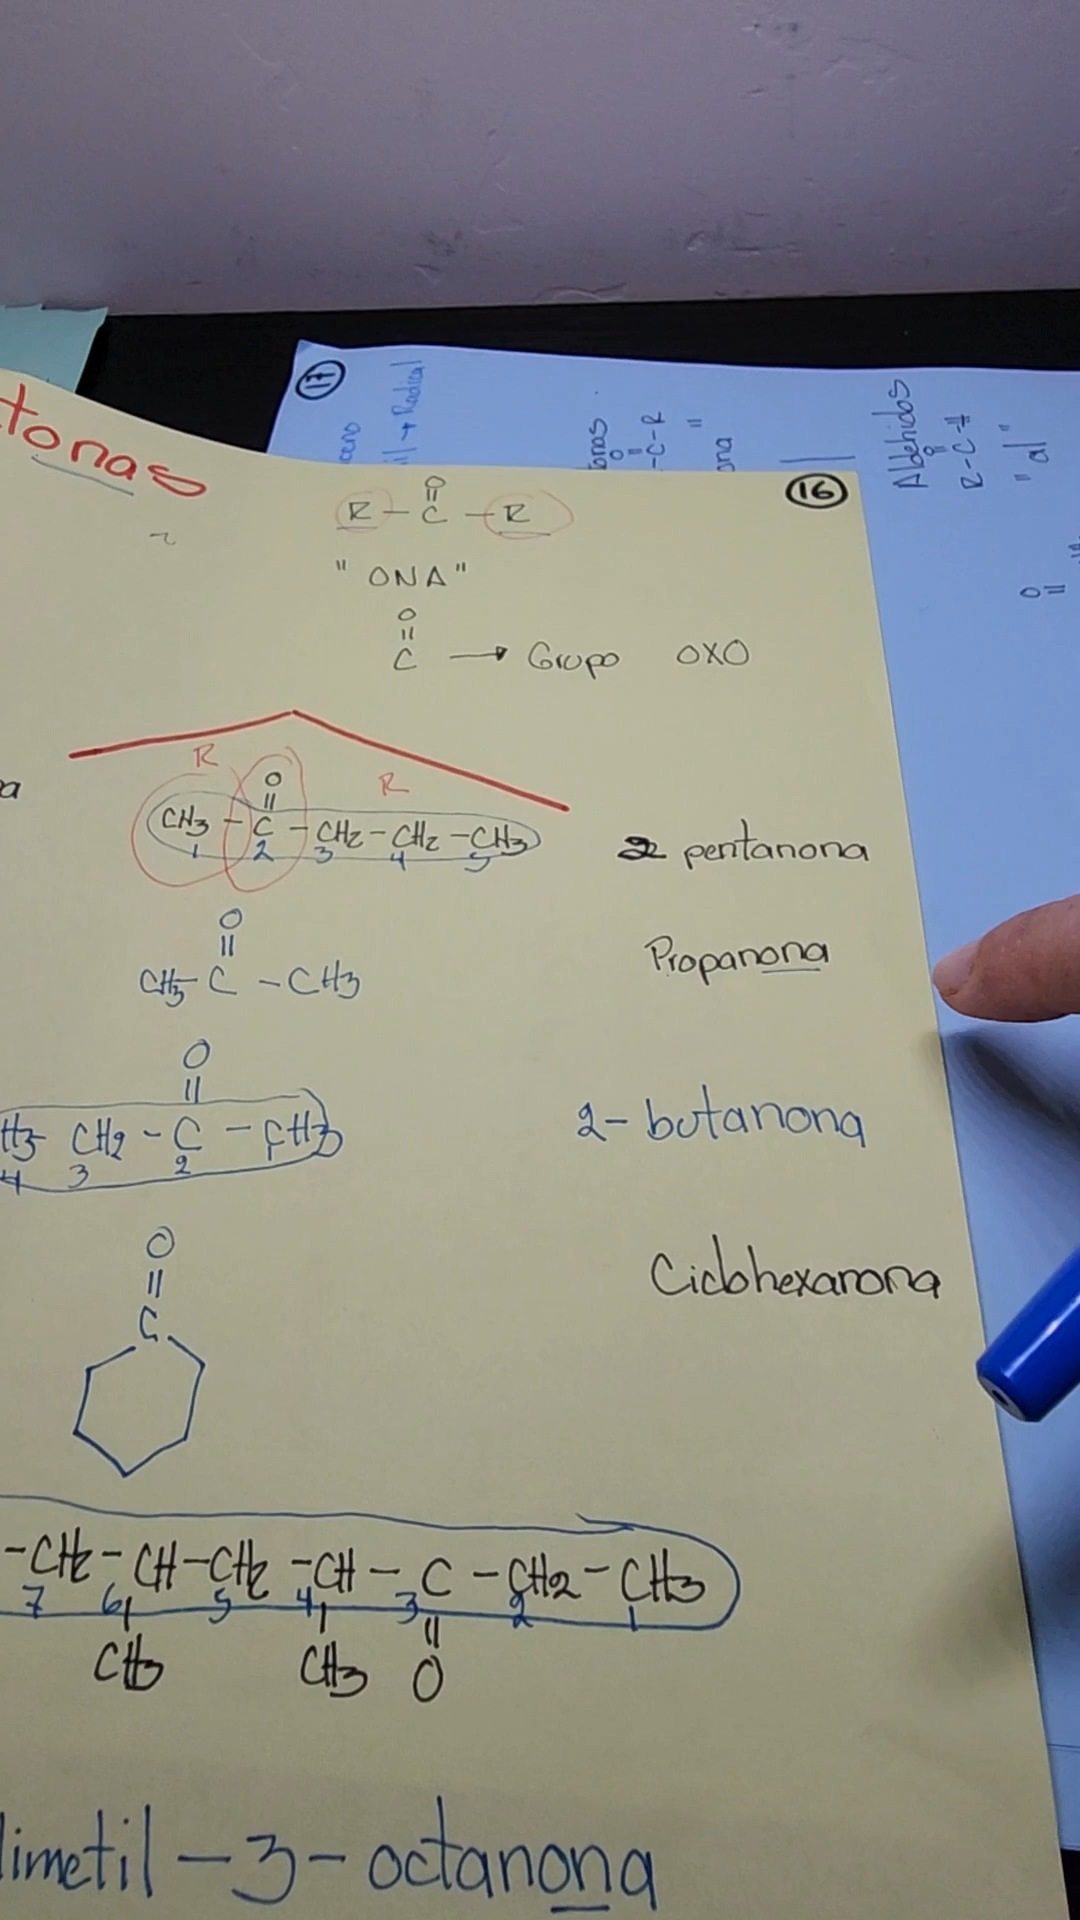 tonas
17
16
Aldehidos
O
=
R-C-H
"al"
O
||
R - C - R
"ONA"
O
||
C → Grupo OXO
a
R
R
O
||
CH3 - C - CH2 - CH2 - CH3
1 2 3 4 5
2 pentanona
O
||
CH3 - C - CH3
Propanona
O
||
H3- CH2 - C - CH3
4 3 2
2- butanona
O
||
C
Ciclohexanona
- CH2 - CH - CH2 - CH - C - CH2 - CH3
7 6 5 4 3 2 1
CH3 CH3 || O
imetil - 3 - octanona